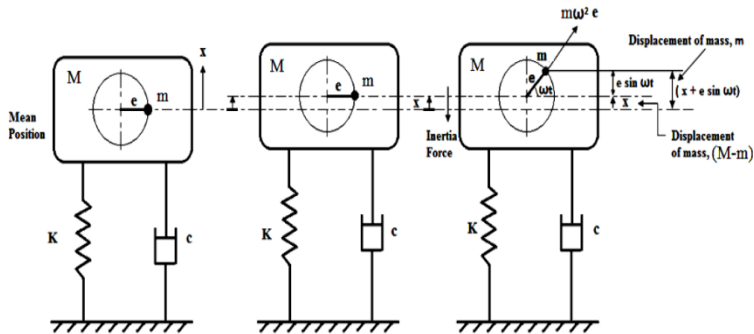 M
m
e
x
Mean
Position
K
c
M
m
e
x
K
c
Inertia
Force
mω² e
M
m
e
ωt
Displacement of mass, m
e sin ωt
x
( x + e sin ωt)
Displacement
of mass, (M-m)
K
c